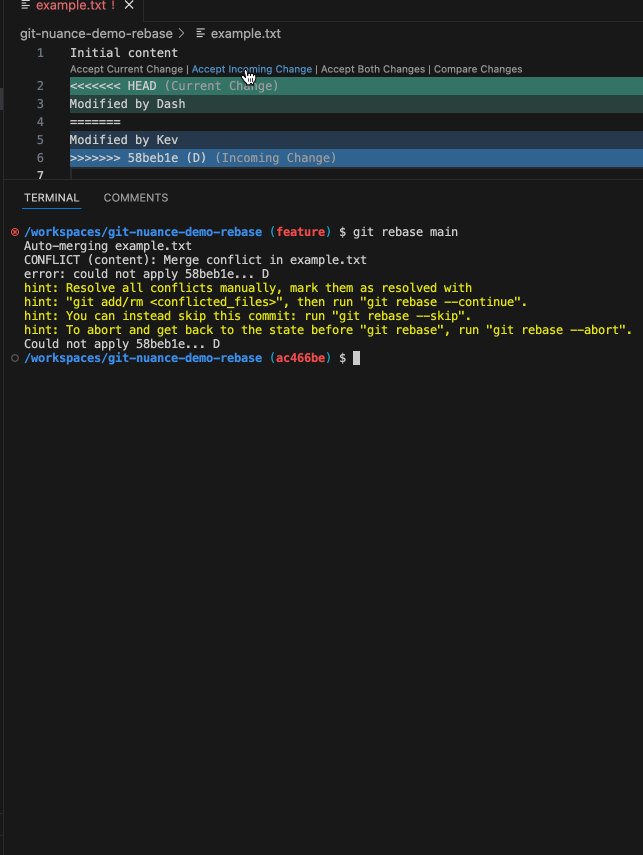 example.txt !
git-nuance-demo-rebase > example.txt
1 Initial content
Accept Current Change | Accept Incoming Change | Accept Both Changes | Compare Changes
2 <<<<<<< HEAD (Current Change)
3 Modified by Dash
4 =======
5 Modified by Kev
6 >>>>>>> 58beb1e (D) (Incoming Change)
7
TERMINAL COMMENTS
/workspaces/git-nuance-demo-rebase (feature) $ git rebase main
Auto-merging example.txt
CONFLICT (content): Merge conflict in example.txt
error: could not apply 58beb1e... D
hint: Resolve all conflicts manually, mark them as resolved with
hint: "git add/rm <conflicted_files>", then run "git rebase --continue".
hint: You can instead skip this commit: run "git rebase --skip".
hint: To abort and get back to the state before "git rebase", run "git rebase --abort".
Could not apply 58beb1e... D
/workspaces/git-nuance-demo-rebase (ac466be) $